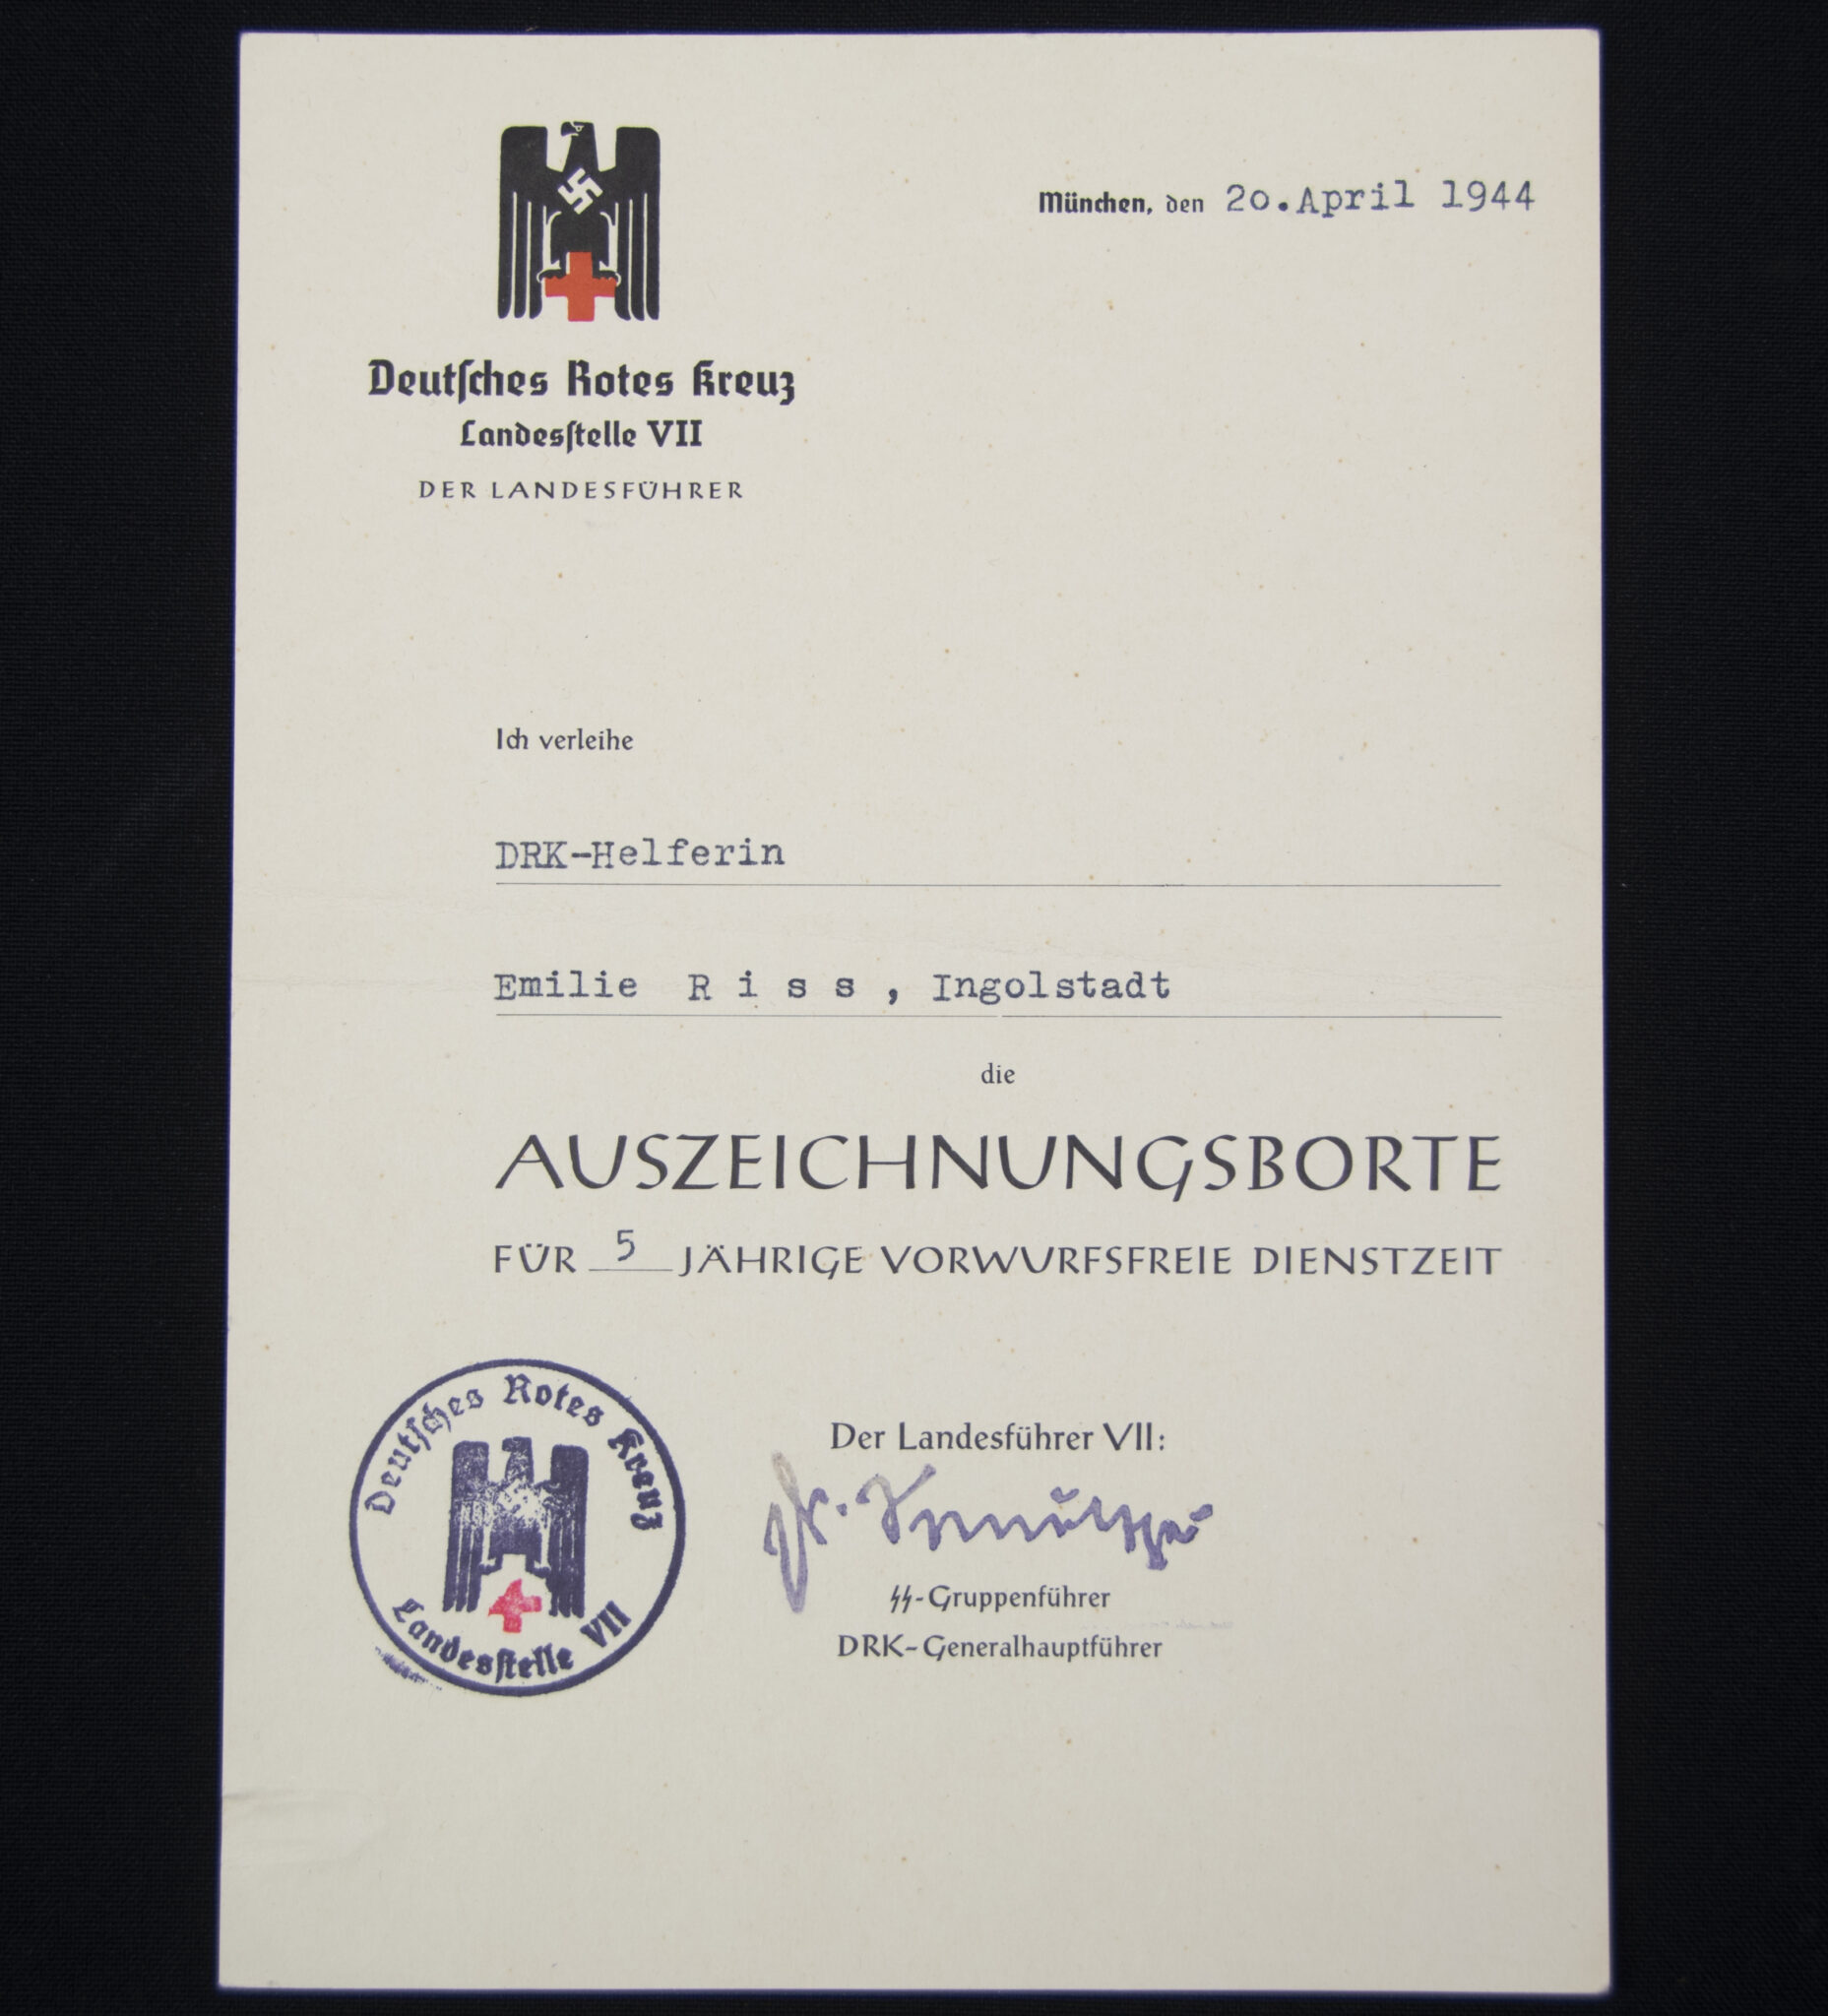 München, den 20. April 1944
Deutſches Rotes Kreuz
Landesſtelle VII
DER LANDESFÜHRER
Ich verleihe
DRK-Helferin
Emilie R i s s , Ingolstadt
die
AUSZEICHNUNGSBORTE
FÜR 5 JÄHRIGE VORWURFSFREIE DIENSTZEIT
Deutſches Rotes Kreuz
Landesſtelle VII
Der Landesführer VII:
SS-Gruppenführer
DRK-Generalhauptführer